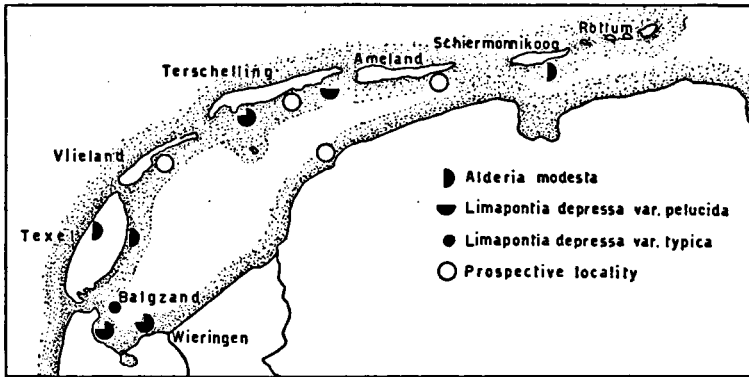 Rottum
Schiermonnikoog
Ameland
Terschelling
Vlieland
Texel
Balgzand
Wieringen
Alderia modesta
Limapontia depressa var. pelucida
Limapontia depressa var. typica
Prospective locality